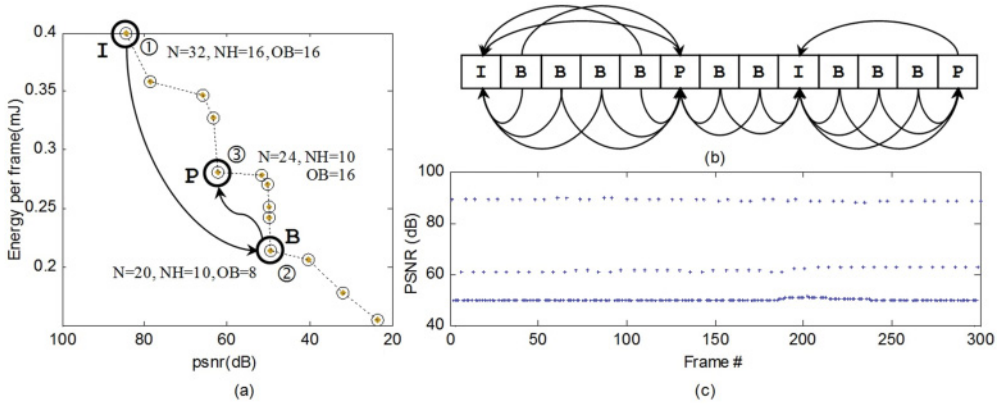 0.4
0.35
0.3
0.25
0.2
Energy per frame(mJ)
I
①
N=32, NH=16, OB=16
③
N=24, NH=10
OB=16
P
B
N=20, NH=10, OB=8
②
100
80
60
40
20
psnr(dB)
(a)
I B B B B P B B I B B B P
(b)
100
80
60
40
PSNR (dB)
0 50 100 150 200 250 300
Frame #
(c)